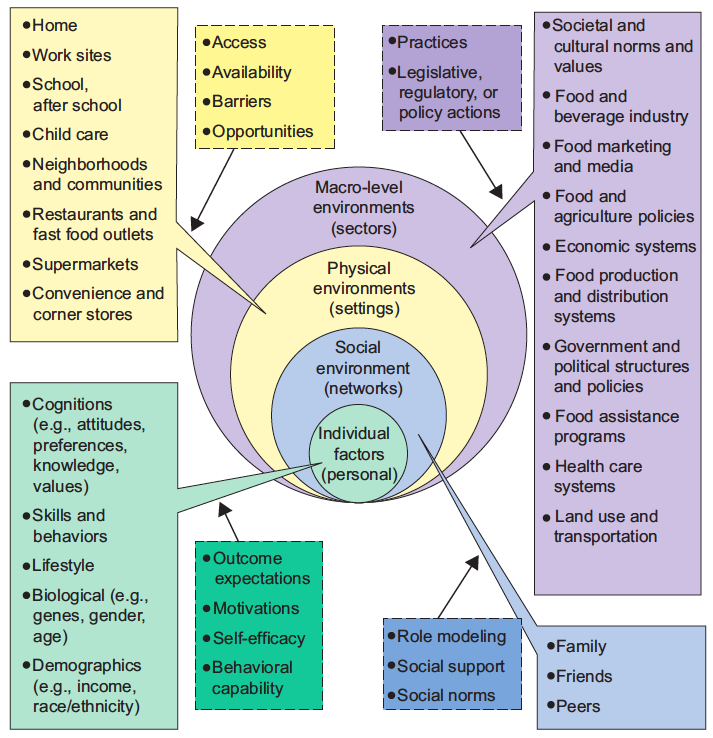 • Home
• Work sites
• School,
after school
• Child care
• Neighborhoods
and communities
• Restaurants and
fast food outlets
• Supermarkets
• Convenience and
corner stores
• Access
• Availability
• Barriers
• Opportunities
• Practices
• Legislative,
regulatory, or
policy actions
• Societal and
cultural norms and
values
• Food and
beverage industry
• Food marketing
and media
• Food and
agriculture policies
• Economic systems
• Food production
and distribution
systems
• Government and
political structures
and policies
• Food assistance
programs
• Health care
systems
• Land use and
transportation
Macro-level
environments
(sectors)
Physical
environments
(settings)
Social
environment
(networks)
Individual
factors
(personal)
• Cognitions
(e.g., attitudes,
preferences,
knowledge,
values)
• Skills and
behaviors
• Lifestyle
• Biological (e.g.,
genes, gender,
age)
• Demographics
(e.g., income,
race/ethnicity)
• Outcome
expectations
• Motivations
• Self-efficacy
• Behavioral
capability
• Role modeling
• Social support
• Social norms
• Family
• Friends
• Peers